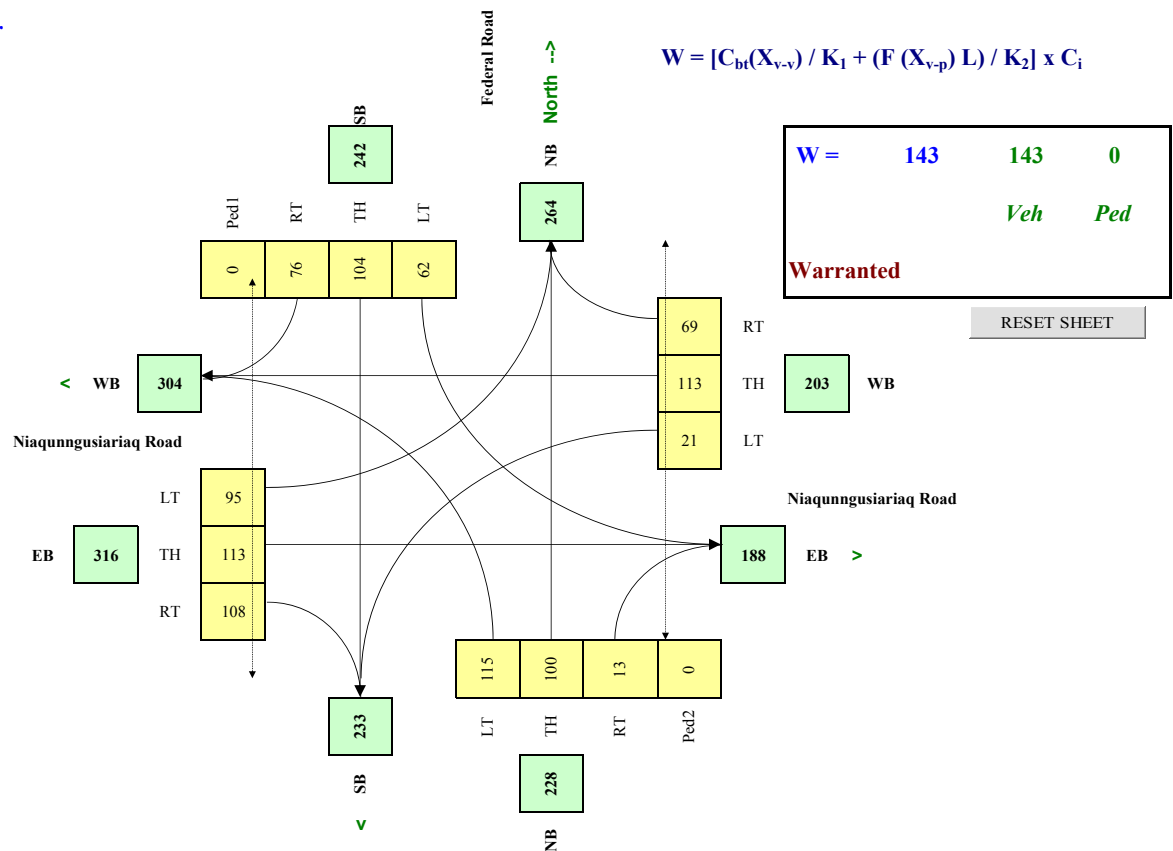 Federal Road
North -->
W = [Cbt(Xv-v) / K1 + (F (Xv-p) L) / K2] x Ci
SB
242
NB
264
W = 143 143 0
Veh Ped
Warranted
RESET SHEET
Ped1 RT TH LT
0 76 104 62
69 RT
113 TH
21 LT
203 WB
< WB 304
Niaqunngusiariaq Road
LT 95
TH 113
RT 108
EB 316
Niaqunngusiariaq Road
188 EB >
115 100 13 0
LT TH RT Ped2
233
SB
v
228
NB